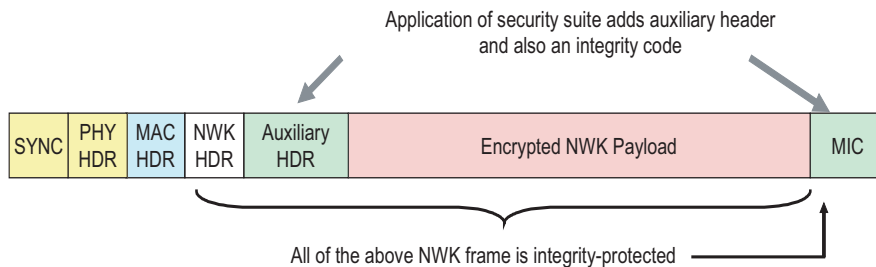 Application of security suite adds auxiliary header
and also an integrity code
SYNC
PHY
HDR
MAC
HDR
NWK
HDR
Auxiliary
HDR
Encrypted NWK Payload
MIC
All of the above NWK frame is integrity-protected